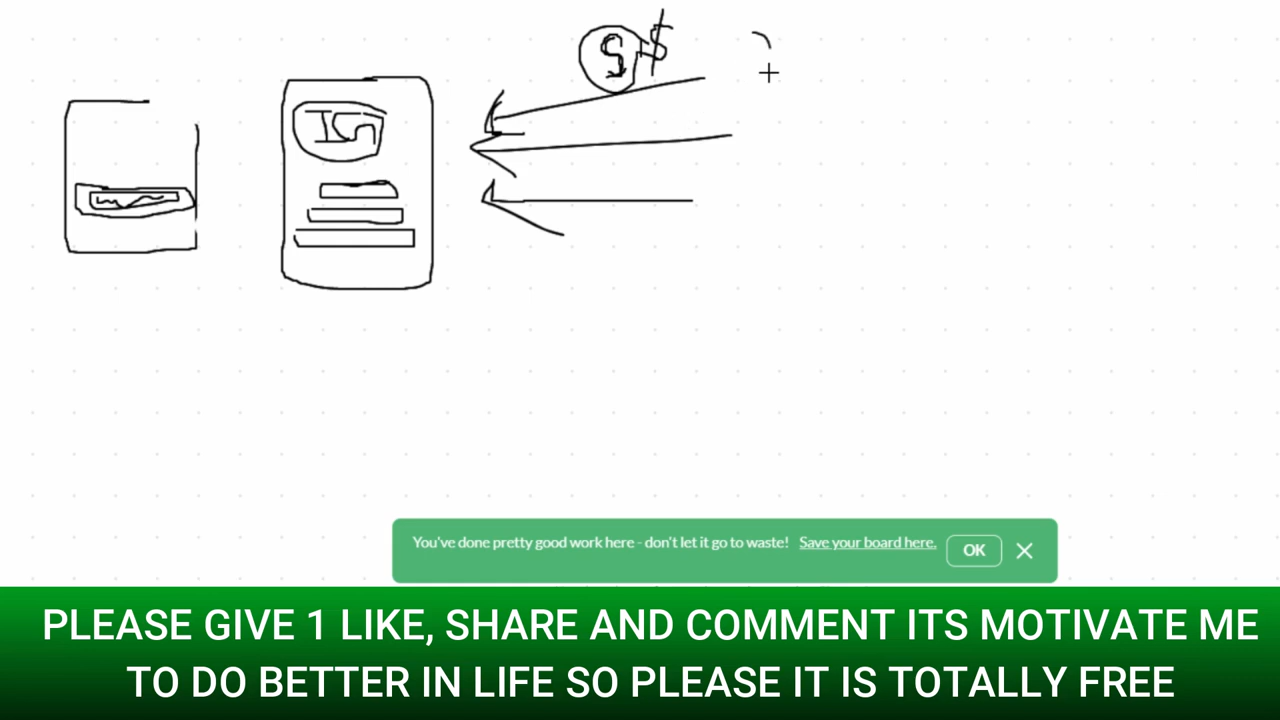 S $
You've done pretty good work here - don't let it go to waste! Save your board here. OK
PLEASE GIVE 1 LIKE, SHARE AND COMMENT ITS MOTIVATE ME
TO DO BETTER IN LIFE SO PLEASE IT IS TOTALLY FREE